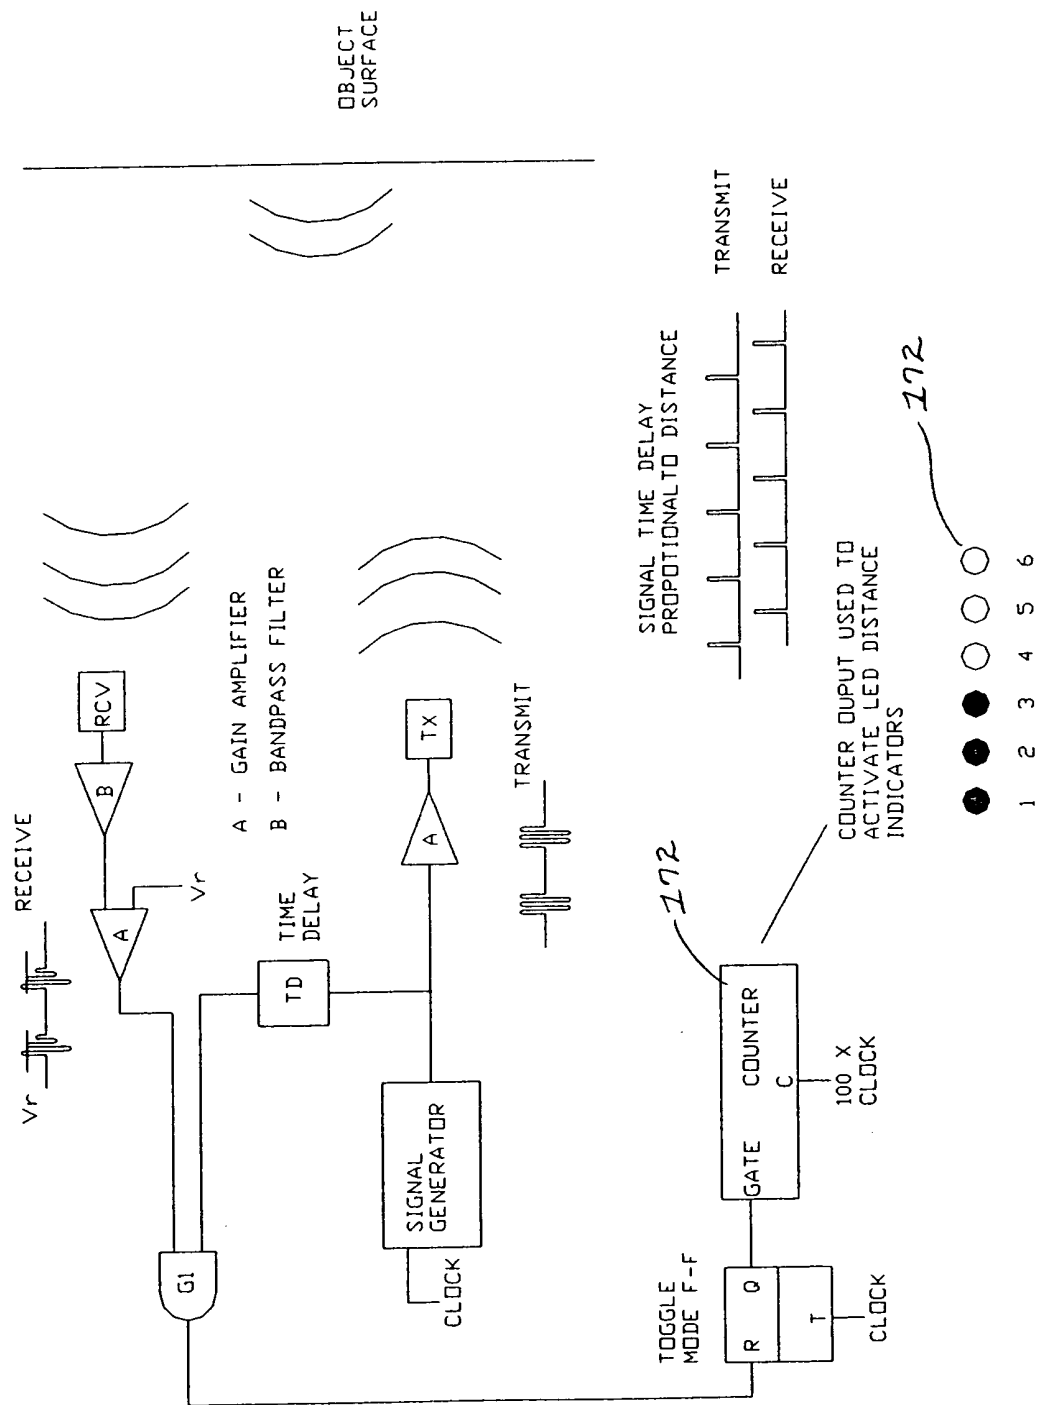 Vr
RECEIVE
A
Vr
B
RCV
G1
TD
TIME
DELAY
A - GAIN AMPLIFIER
B - BANDPASS FILTER
CLOCK
SIGNAL
GENERATOR
A
TX
TRANSMIT
OBJECT
SURFACE
TOGGLE
MODE F-F
R
Q
T
CLOCK
GATE
COUNTER
C
100 X
CLOCK
172
COUNTER OUPUT USED TO
ACTIVATE LED DISTANCE
INDICATORS
1 2 3 4 5 6
172
SIGNAL TIME DELAY
PROPOTIONAL TO DISTANCE
TRANSMIT
RECEIVE